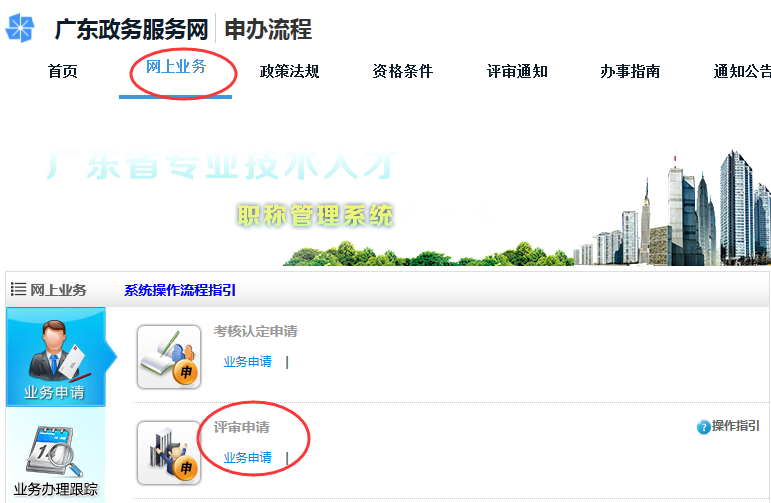 广东政务服务网 申办流程
首页 网上业务 政策法规 资格条件 评审通知 办事指南 通知公告
广东省专业技术人才
职称管理系统
网上业务 系统操作流程指引
业务申请
考核认定申请
业务申请 |
申
评审申请 操作指引
业务申请 |
申
业务办理跟踪